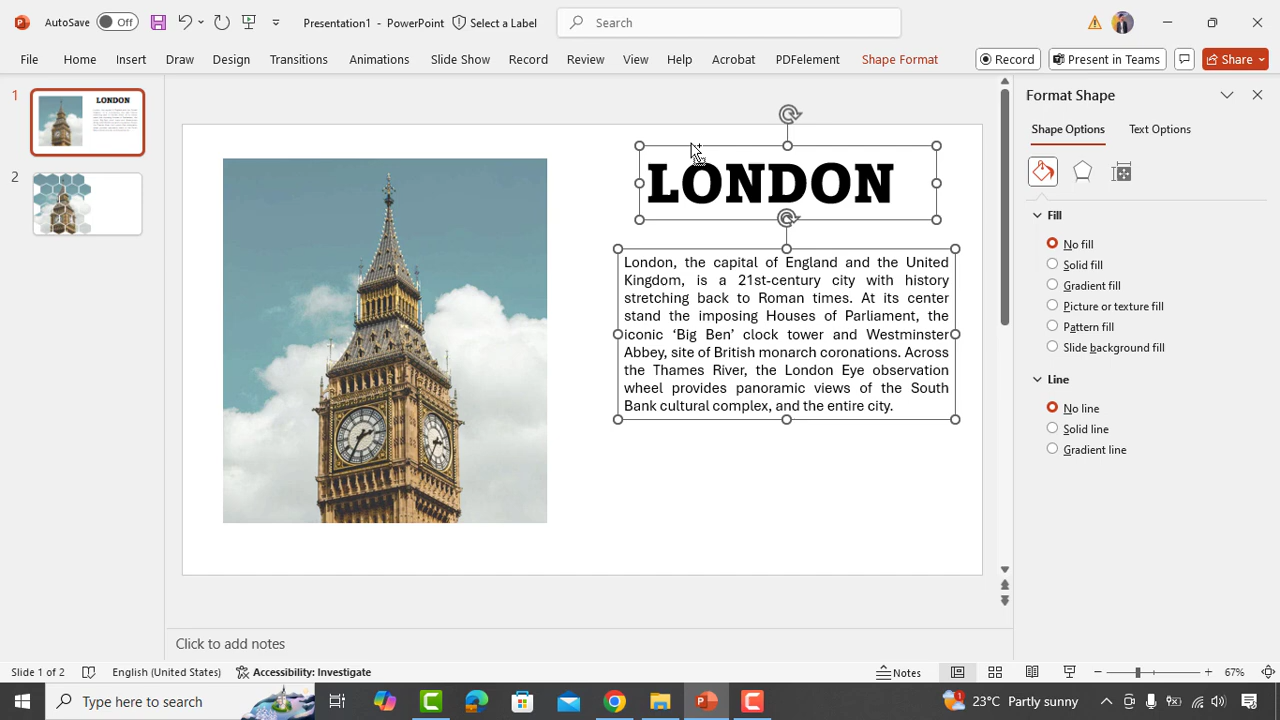 AutoSave Off Presentation1 - PowerPoint Select a Label Search
File Home Insert Draw Design Transitions Animations Slide Show Record Review View Help Acrobat PDFelement Shape Format Record Present in Teams Share
1
LONDON
2
LONDON
London, the capital of England and the United
Kingdom, is a 21st-century city with history
stretching back to Roman times. At its center
stand the imposing Houses of Parliament, the
iconic ‘Big Ben’ clock tower and Westminster
Abbey, site of British monarch coronations. Across
the Thames River, the London Eye observation
wheel provides panoramic views of the South
Bank cultural complex, and the entire city.
Format Shape
Shape Options Text Options
Fill
No fill
Solid fill
Gradient fill
Picture or texture fill
Pattern fill
Slide background fill
Line
No line
Solid line
Gradient line
Click to add notes
Slide 1 of 2 English (United States) Accessibility: Investigate Notes 67%
Type here to search 1 23°C Partly sunny